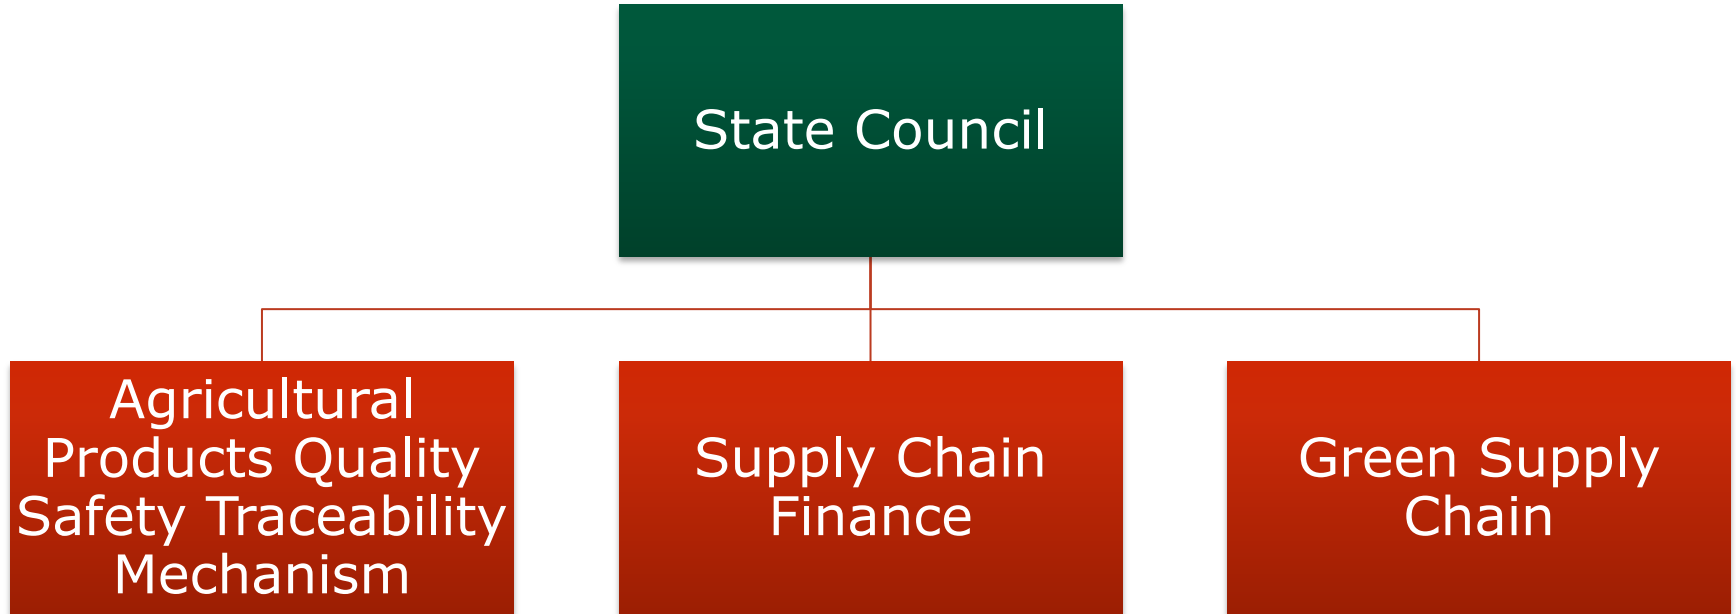 State Council
Agricultural
Products Quality
Safety Traceability
Mechanism
Supply Chain
Finance
Green Supply
Chain